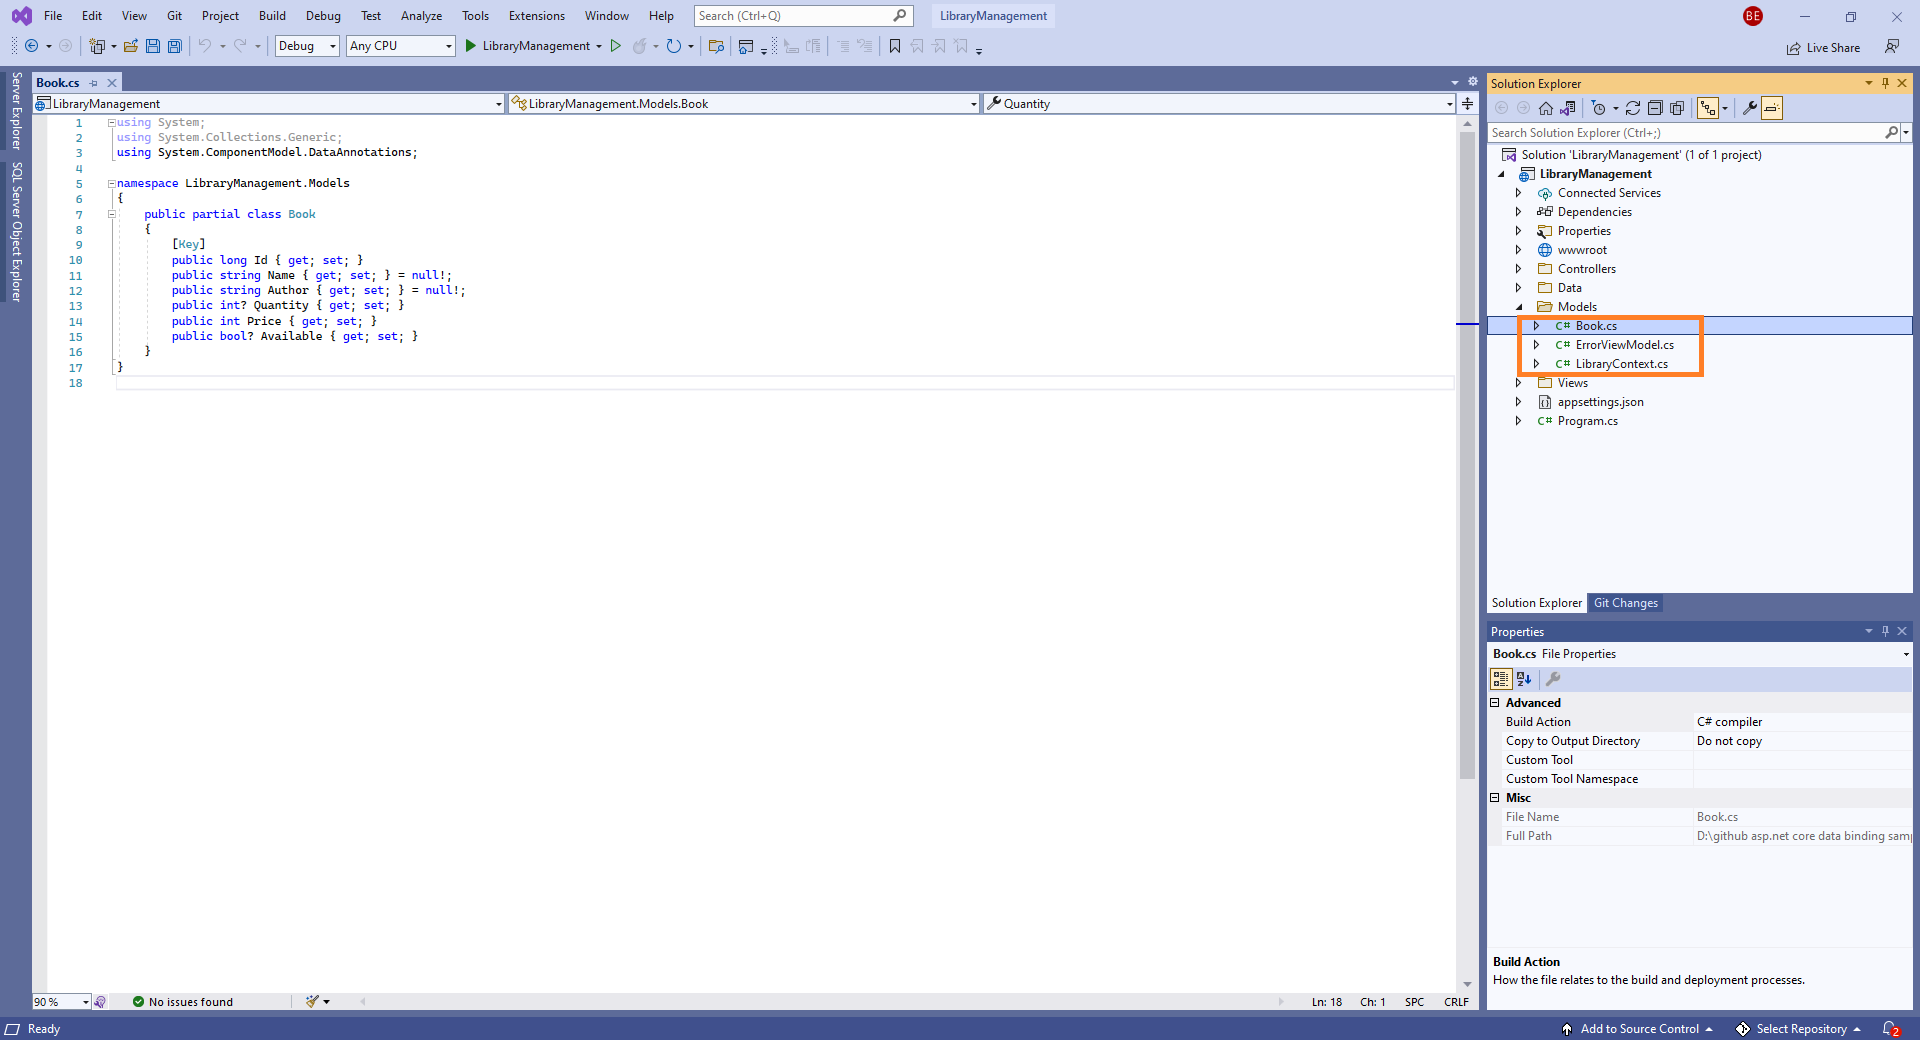 File Edit View Git Project Build Debug Test Analyze Tools Extensions Window Help Search (Ctrl+Q) LibraryManagement BE
Debug Any CPU LibraryManagement Live Share
Server Explorer
SQL Server Object Explorer
Book.cs
LibraryManagement LibraryManagement.Models.Book Quantity
1 using System;
2 using System.Collections.Generic;
3 using System.ComponentModel.DataAnnotations;
4
5 namespace LibraryManagement.Models
6 {
7 public partial class Book
8 {
9 [Key]
10 public long Id { get; set; }
11 public string Name { get; set; } = null!;
12 public string Author { get; set; } = null!;
13 public int? Quantity { get; set; }
14 public int Price { get; set; }
15 public bool? Available { get; set; }
16 }
17 }
18
90 % No issues found Ln: 18 Ch: 1 SPC CRLF
Solution Explorer
Search Solution Explorer (Ctrl+;)
Solution 'LibraryManagement' (1 of 1 project)
LibraryManagement
Connected Services
Dependencies
Properties
wwwroot
Controllers
Data
Models
C# Book.cs
C# ErrorViewModel.cs
C# LibraryContext.cs
Views
appsettings.json
C# Program.cs
Solution Explorer Git Changes
Properties
Book.cs File Properties
Advanced
Build Action C# compiler
Copy to Output Directory Do not copy
Custom Tool
Custom Tool Namespace
Misc
File Name Book.cs
Full Path D:\github asp.net core data binding sam
Build Action
How the file relates to the build and deployment processes.
Ready Add to Source Control Select Repository 2